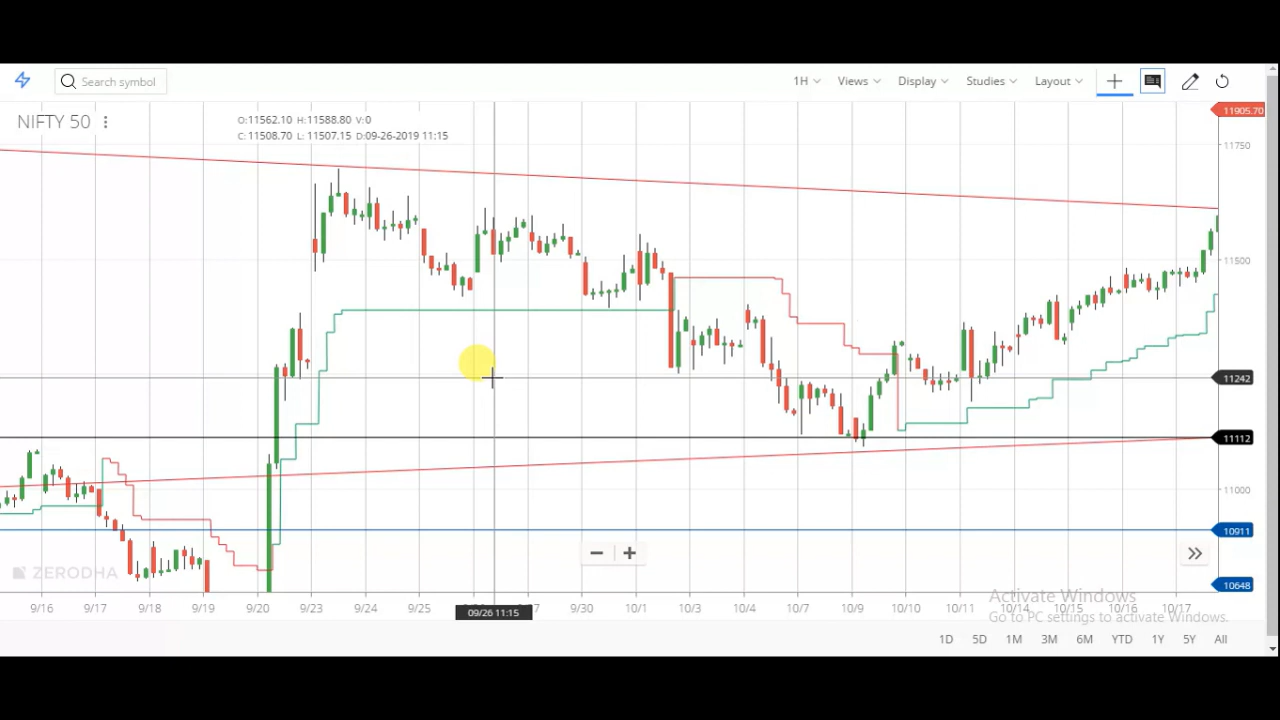 Search symbol
1H Views Display Studies Layout
NIFTY 50
O:11562.10 H:11588.80 V:0
C:11508.70 L: 11507.15 D:09-26-2019 11:15
11905.70
11750
11500
11242
11112
11000
10911
10648
ZERODHA
9/16 9/17 9/18 9/19 9/20 9/23 9/24 9/25 09/26 11:15 9/30 10/1 10/3 10/4 10/7 10/9 10/10 10/11 10/14 10/15 10/16 10/17
Activate Windows
Go to PC settings to activate Windows.
1D 5D 1M 3M 6M YTD 1Y 5Y All